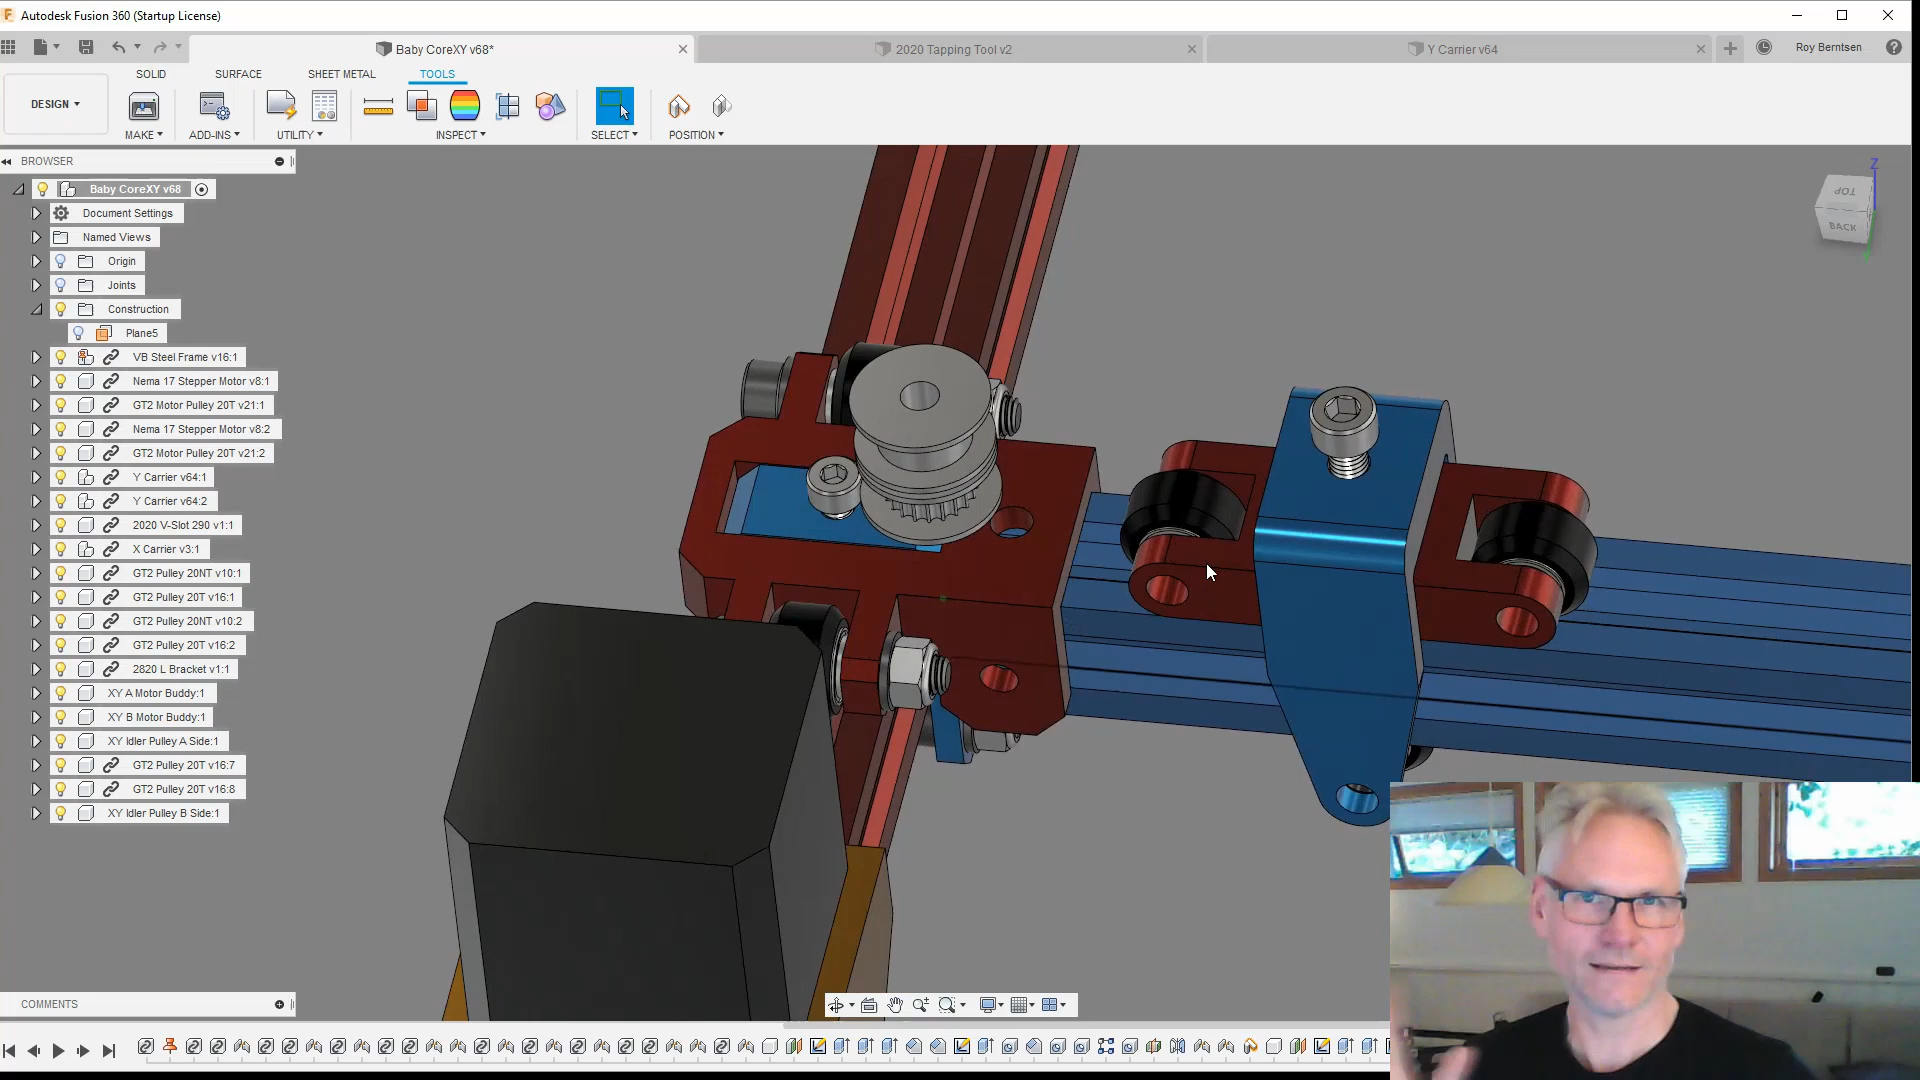 Autodesk Fusion 360 (Startup License)
Baby CoreXY v68*
2020 Tapping Tool v2
Y Carrier v64
Roy Berntsen
DESIGN
SOLID
SURFACE
SHEET METAL
TOOLS
MAKE
ADD-INS
UTILITY
INSPECT
SELECT
POSITION
BROWSER
Baby CoreXY v68
Document Settings
Named Views
Origin
Joints
Construction
Plane5
VB Steel Frame v16:1
Nema 17 Stepper Motor v8:1
GT2 Motor Pulley 20T v21:1
Nema 17 Stepper Motor v8:2
GT2 Motor Pulley 20T v21:2
Y Carrier v64:1
Y Carrier v64:2
2020 V-Slot 290 v1:1
X Carrier v3:1
GT2 Pulley 20NT v10:1
GT2 Pulley 20T v16:1
GT2 Pulley 20NT v10:2
GT2 Pulley 20T v16:2
2820 L Bracket v1:1
XY A Motor Buddy:1
XY B Motor Buddy:1
XY Idler Pulley A Side:1
GT2 Pulley 20T v16:7
GT2 Pulley 20T v16:8
XY Idler Pulley B Side:1
Z
TOP
BACK
COMMENTS